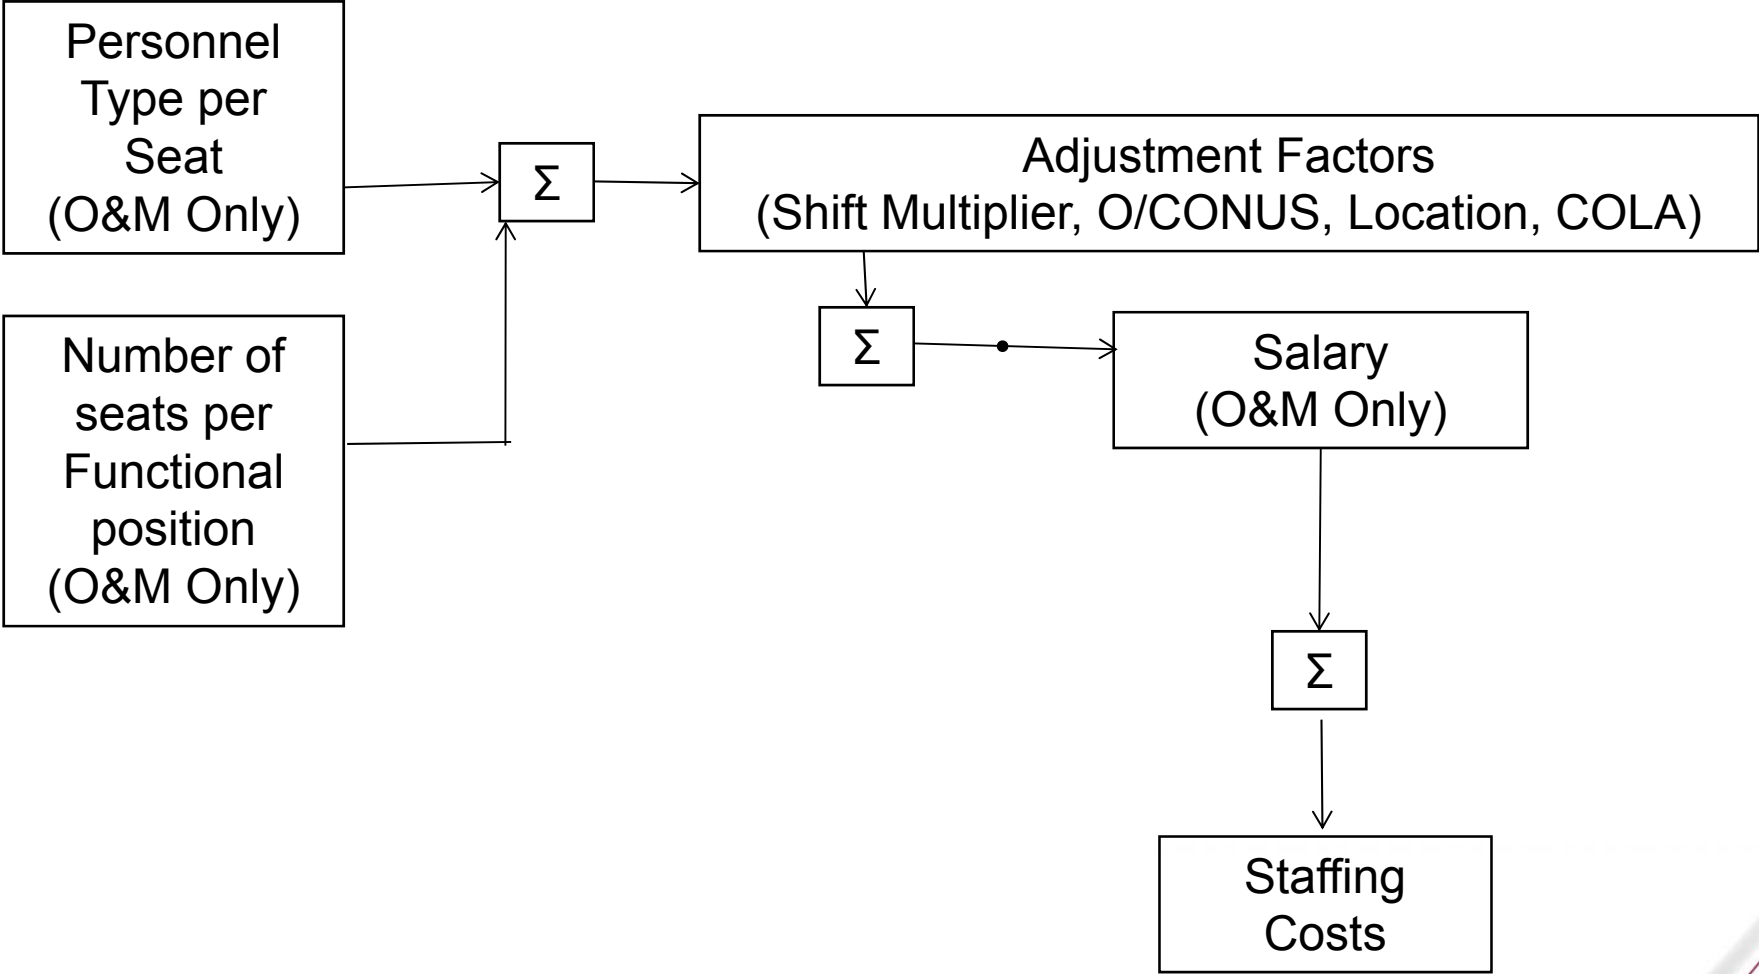 Personnel
Type per
Seat
(O&M Only)
Σ
Adjustment Factors
(Shift Multiplier, O/CONUS, Location, COLA)
Number of
seats per
Functional
position
(O&M Only)
Σ
Salary
(O&M Only)
Σ
Staffing
Costs